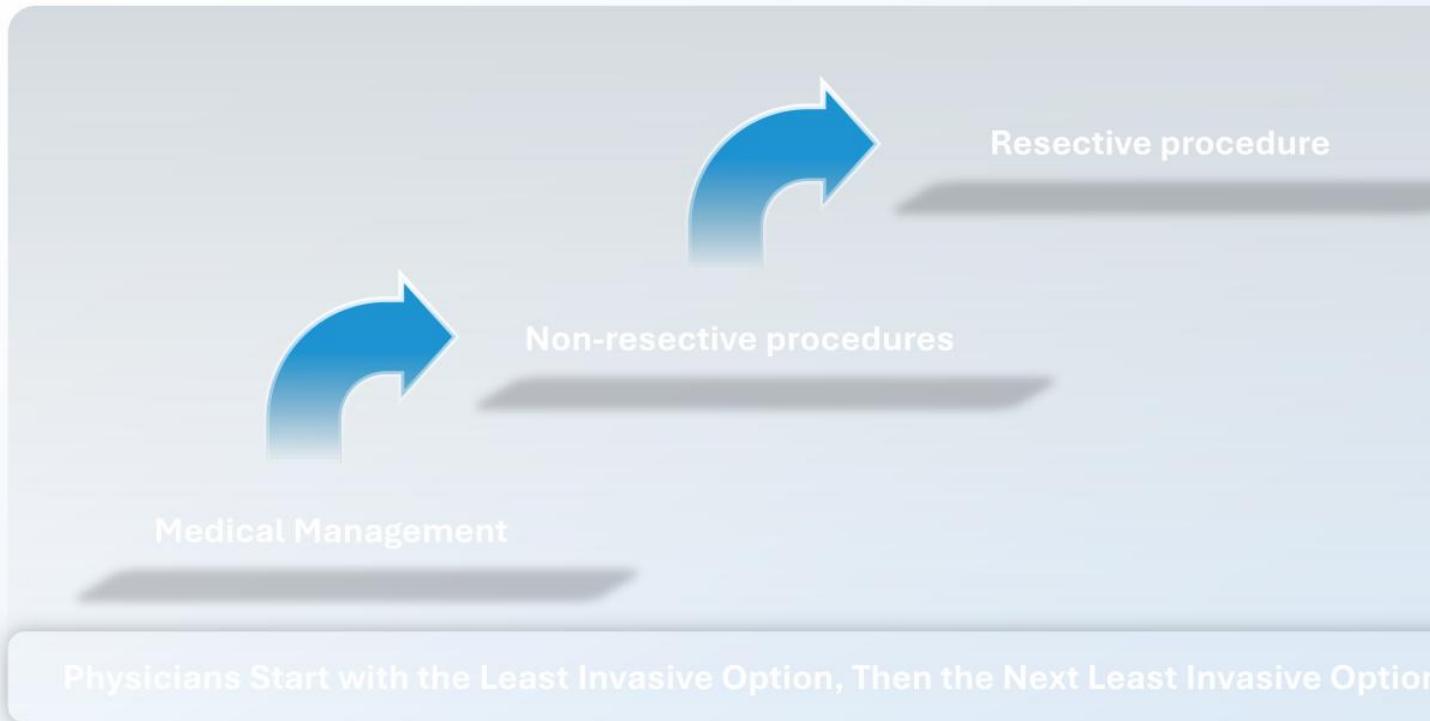 Resective procedure
Non-resective procedures
Medical Management
Physicians Start with the Least Invasive Option, Then the Next Least Invasive Option